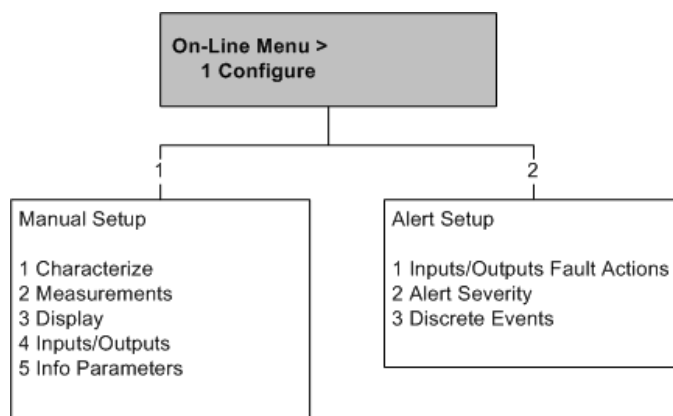 On-Line Menu >
1 Configure
1
2
Manual Setup
1 Characterize
2 Measurements
3 Display
4 Inputs/Outputs
5 Info Parameters
Alert Setup
1 Inputs/Outputs Fault Actions
2 Alert Severity
3 Discrete Events